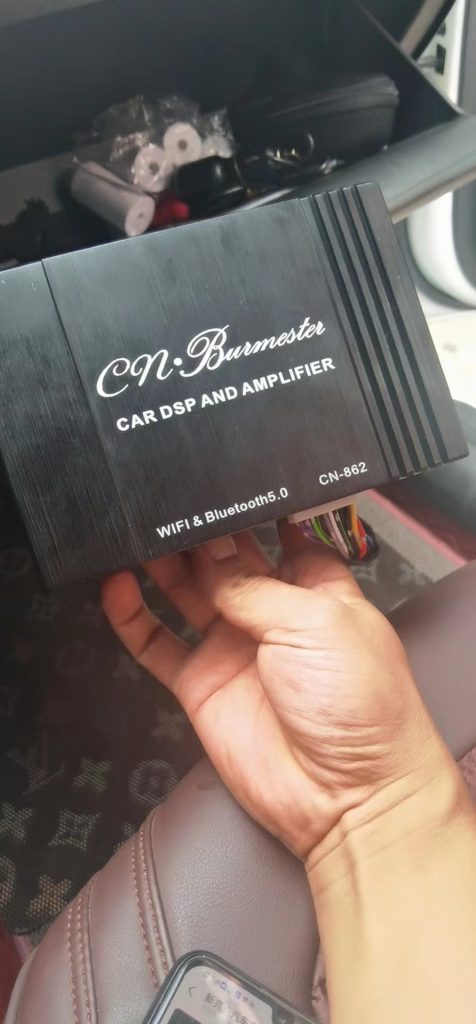 CN·Burmester
CAR DSP AND AMPLIFIER
WIFI & Bluetooth5.0
CN-862